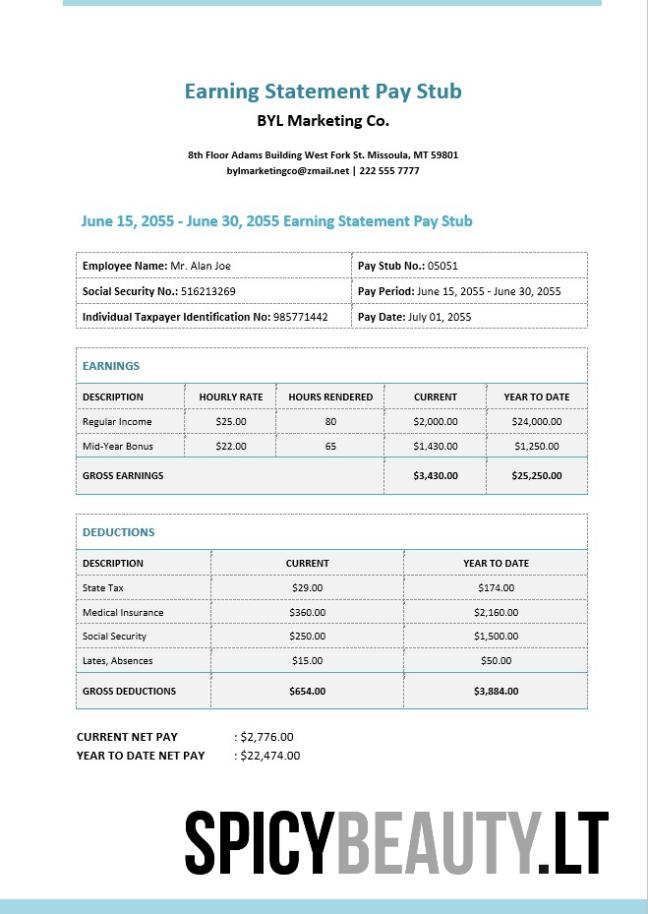 Earning Statement Pay Stub
BYL Marketing Co.
8th Floor Adams Building West Fork St. Missoula, MT 59801
bylmarketingco@zmail.net | 222 555 7777
June 15, 2055 - June 30, 2055 Earning Statement Pay Stub
Employee Name: Mr. Alan Joe Pay Stub No.: 05051
Social Security No.: 516213269 Pay Period: June 15, 2055 - June 30, 2055
Individual Taxpayer Identification No: 985771442 Pay Date: July 01, 2055
EARNINGS
DESCRIPTION HOURLY RATE HOURS RENDERED CURRENT YEAR TO DATE
Regular Income $25.00 80 $2,000.00 $24,000.00
Mid-Year Bonus $22.00 65 $1,430.00 $1,250.00
GROSS EARNINGS $3,430.00 $25,250.00
DEDUCTIONS
DESCRIPTION CURRENT YEAR TO DATE
State Tax $29.00 $174.00
Medical Insurance $360.00 $2,160.00
Social Security $250.00 $1,500.00
Lates, Absences $15.00 $50.00
GROSS DEDUCTIONS $654.00 $3,884.00
CURRENT NET PAY : $2,776.00
YEAR TO DATE NET PAY : $22,474.00
SPICYBEAUTY.LT